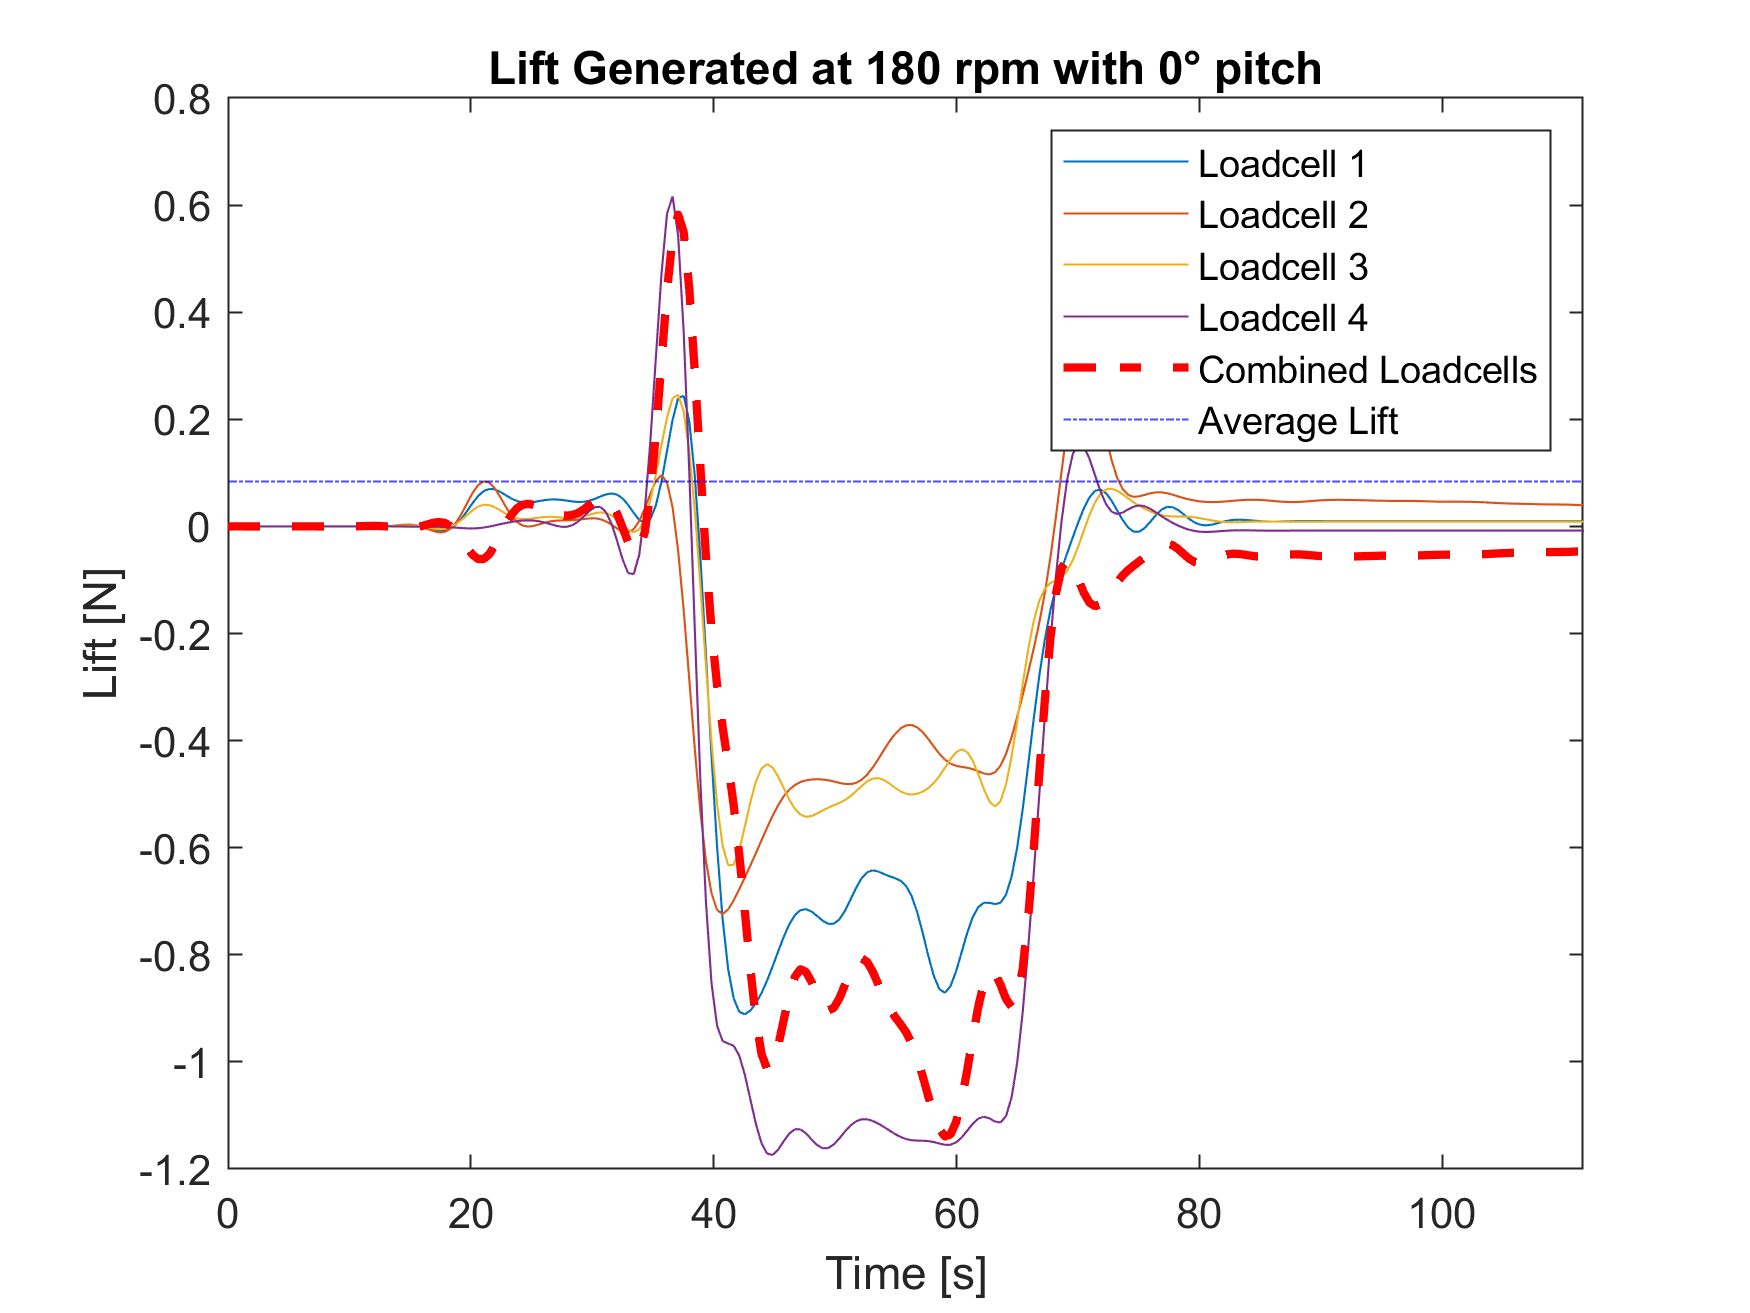 Lift Generated at 180 rpm with 0° pitch
0.8
0.6
0.4
0.2
0
-0.2
-0.4
-0.6
-0.8
-1
-1.2
Lift [N]
Loadcell 1
Loadcell 2
Loadcell 3
Loadcell 4
Combined Loadcells
Average Lift
0 20 40 60 80 100
Time [s]